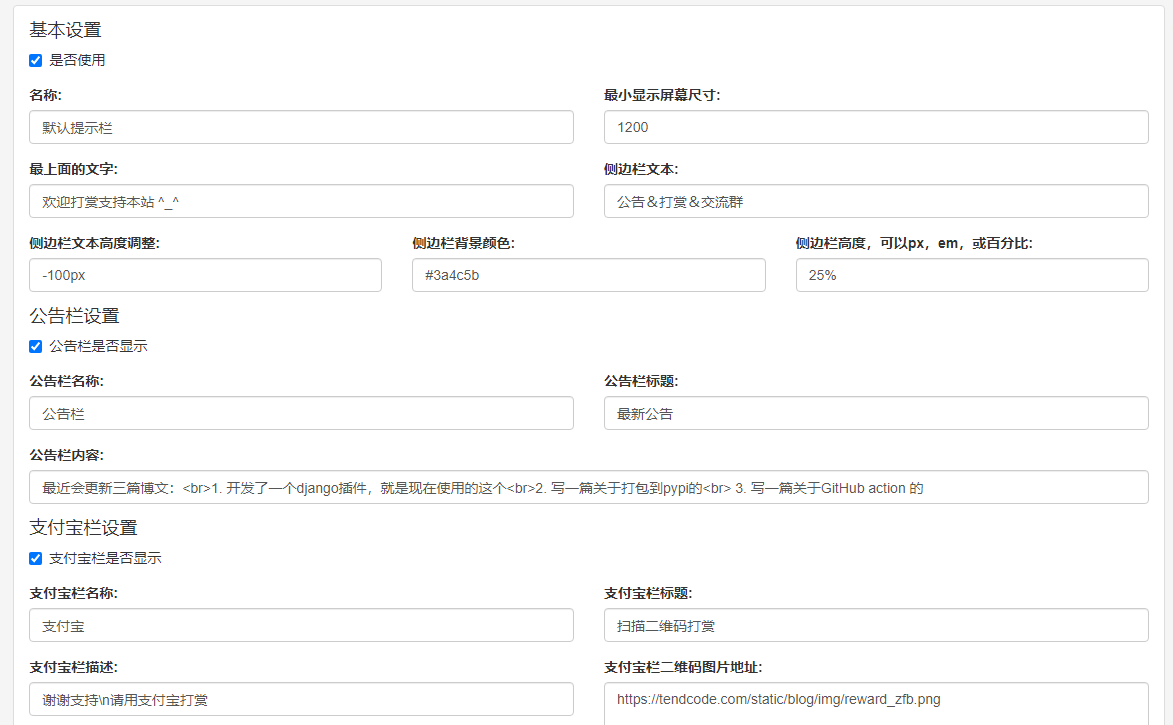 基本设置
是否使用
名称: 最小显示屏幕尺寸:
默认提示栏 1200
最上面的文字: 侧边栏文本:
欢迎打赏支持本站 ^_^ 公告＆打赏＆交流群
侧边栏文本高度调整: 侧边栏背景颜色: 侧边栏高度，可以px，em，或百分比:
-100px #3a4c5b 25%
公告栏设置
公告栏是否显示
公告栏名称: 公告栏标题:
公告栏 最新公告
公告栏内容:
最近会更新三篇博文：<br>1. 开发了一个django插件，就是现在使用的这个<br>2. 写一篇关于打包到pypi的<br> 3. 写一篇关于GitHub action 的
支付宝栏设置
支付宝栏是否显示
支付宝栏名称: 支付宝栏标题:
支付宝 扫描二维码打赏
支付宝栏描述: 支付宝栏二维码图片地址:
谢谢支持\n请用支付宝打赏 https://tendcode.com/static/blog/img/reward_zfb.png